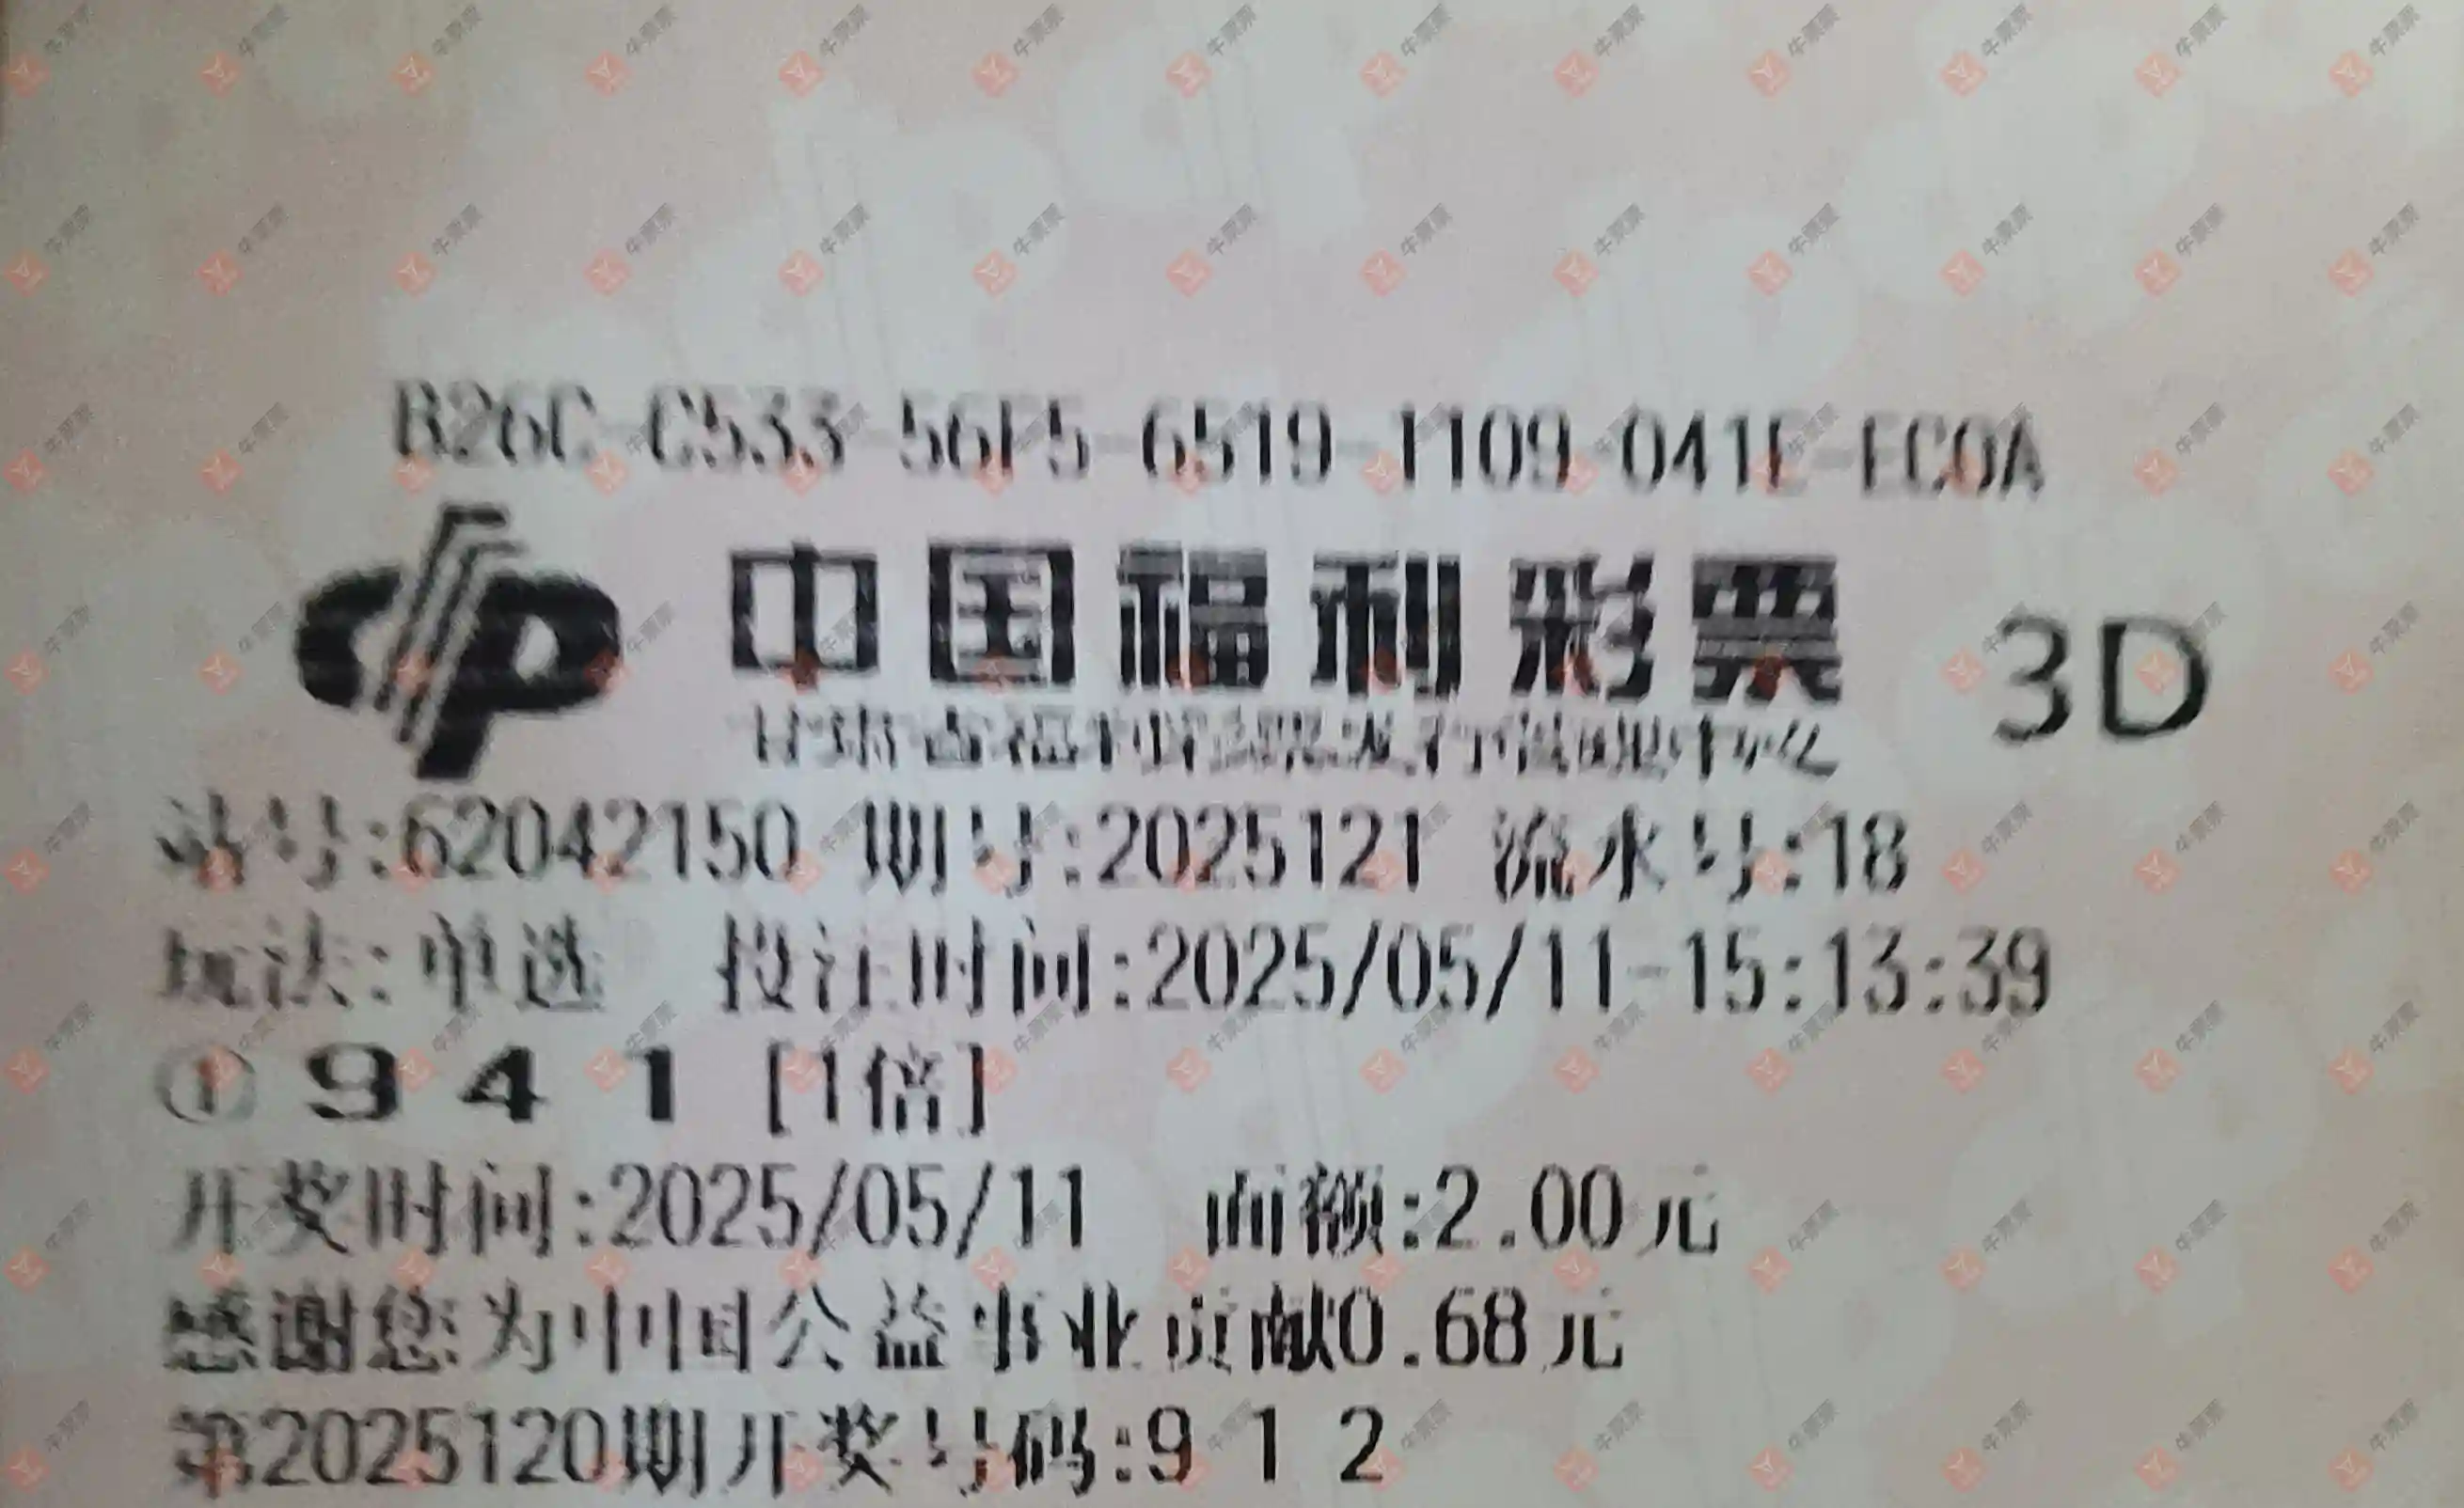 B26C-C533-56F5-6519-1109-041E-EC0A
中国福利彩票 3D
甘肃省福利彩票发行管理中心
站号:62042150 期号:2025121 流水号:18
玩法:单选 投注时间:2025/05/11-15:13:39
① 9 4 1 [1倍]
开奖时间:2025/05/11 面额:2.00元
感谢您为中国公益事业贡献0.68元
第2025120期开奖号码:9 1 2
牛票票